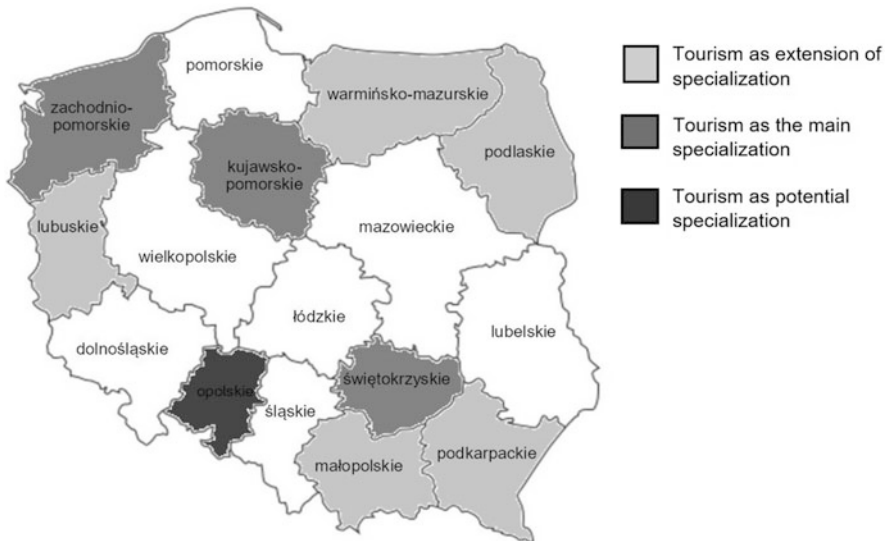 pomorskie
warmińsko-mazurskie
zachodnio-
pomorskie
podlaskie
kujawsko-
pomorskie
lubuskie
mazowieckie
wielkopolskie
łódzkie
lubelskie
dolnośląskie
opolskie
świętokrzyskie
śląskie
małopolskie
podkarpackie
Tourism as extension of
specialization
Tourism as the main
specialization
Tourism as potential
specialization